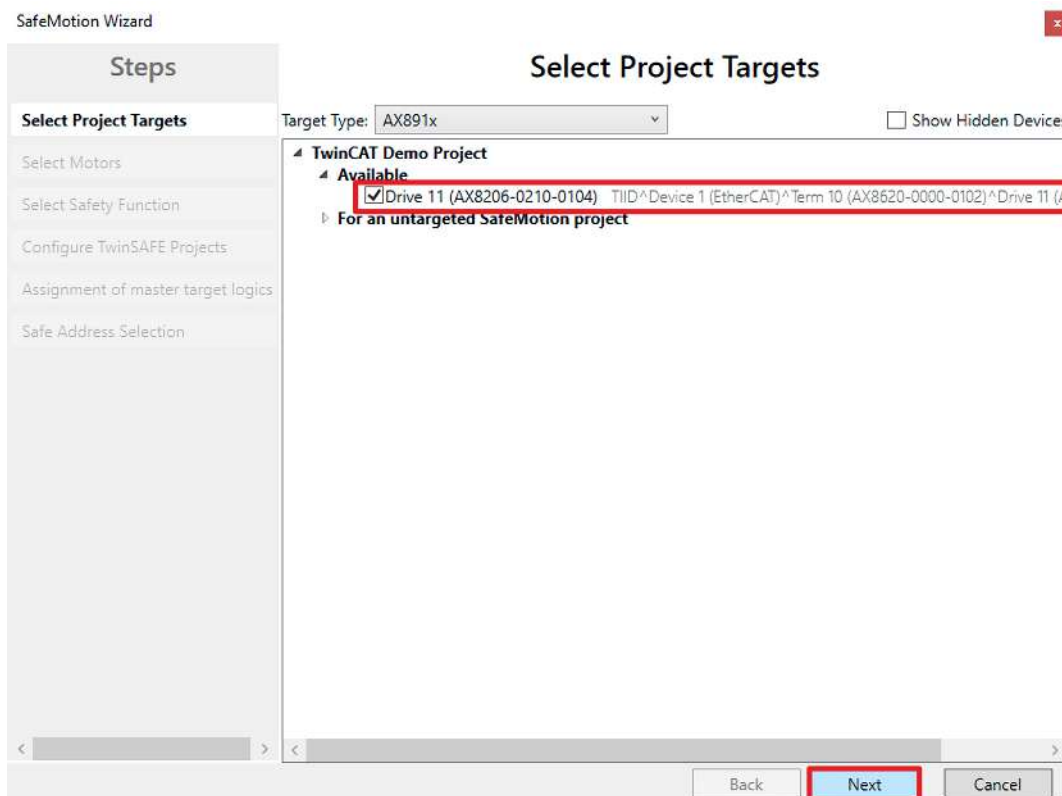 SafeMotion Wizard
x
Steps
Select Project Targets
Select Project Targets
Target Type: AX891x
Show Hidden Devices
Select Motors
Select Safety Function
Configure TwinSAFE Projects
Assignment of master target logics
Safe Address Selection
TwinCAT Demo Project
Available
Drive 11 (AX8206-0210-0104) TIID^Device 1 (EtherCAT)^Term 10 (AX8620-0000-0102)^Drive 11 (A
For an untargeted SafeMotion project
Back Next Cancel